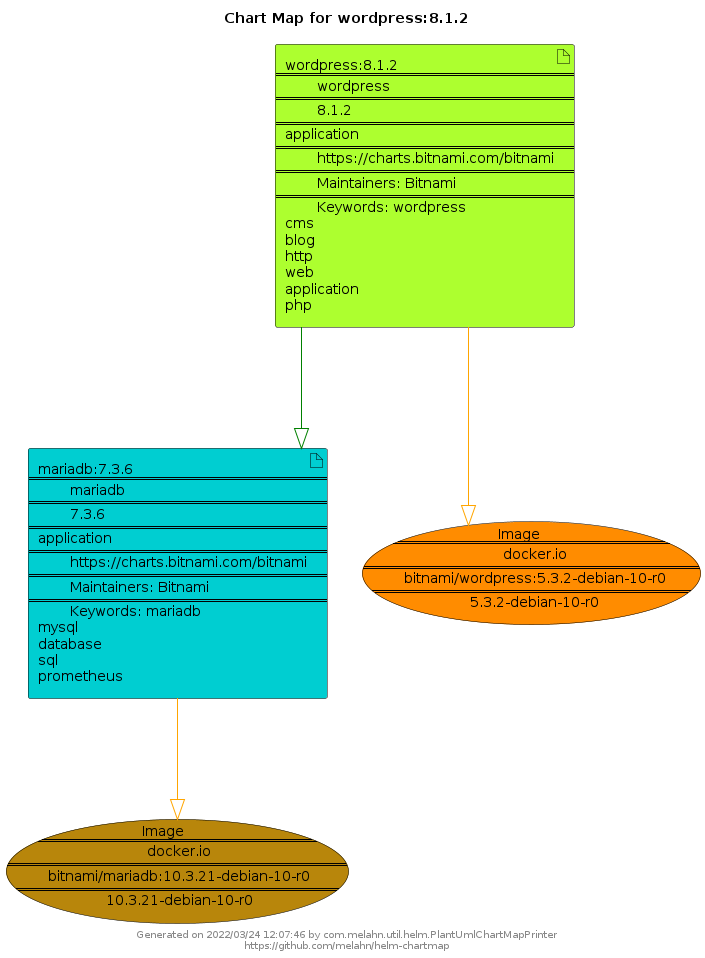 Chart Map for wordpress:8.1.2
wordpress:8.1.2
wordpress
8.1.2
application
https://charts.bitnami.com/bitnami
Maintainers: Bitnami
Keywords: wordpress
cms
blog
http
web
application
php
mariadb:7.3.6
mariadb
7.3.6
application
https://charts.bitnami.com/bitnami
Maintainers: Bitnami
Keywords: mariadb
mysql
database
sql
prometheus
Image
docker.io
bitnami/wordpress:5.3.2-debian-10-r0
5.3.2-debian-10-r0
Image
docker.io
bitnami/mariadb:10.3.21-debian-10-r0
10.3.21-debian-10-r0
Generated on 2022/03/24 12:07:46 by com.melahn.util.helm.PlantUmlChartMapPrinter
https://github.com/melahn/helm-chartmap